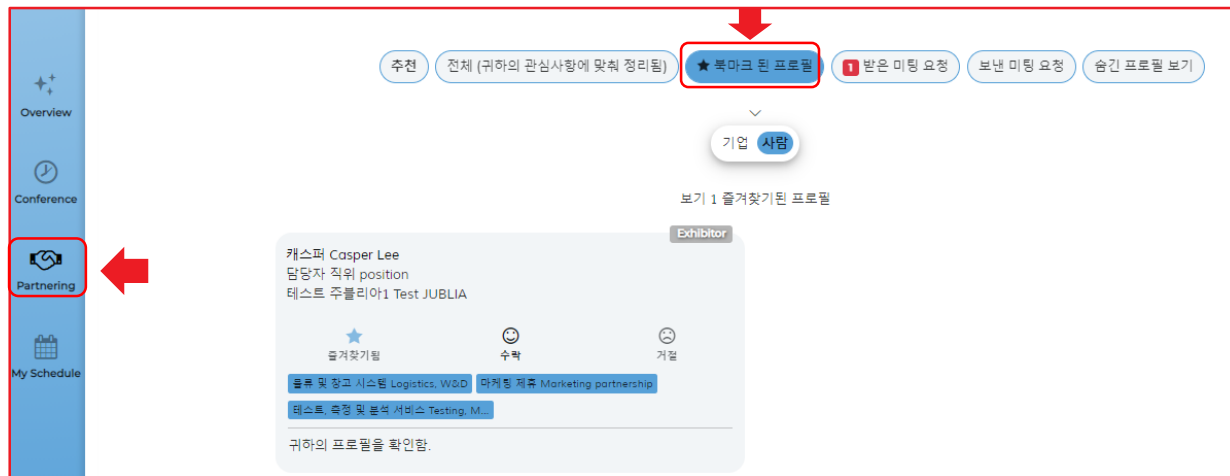 추천
전체 (귀하의 관심사항에 맞춰 정리됨)
★ 북마크 된 프로필
1 받은 미팅 요청
보낸 미팅 요청
숨긴 프로필 보기
Overview
Conference
Partnering
My Schedule
기업 사람
보기 1 즐겨찾기된 프로필
Exhibitor
캐스퍼 Casper Lee
담당자 직위 position
테스트 주블리아1 Test JUBLIA
즐겨찾기됨
수락
거절
물류 및 창고 시스템 Logistics, W&D
마케팅 제휴 Marketing partnership
테스트, 측정 및 분석 서비스 Testing, M...
귀하의 프로필을 확인함.